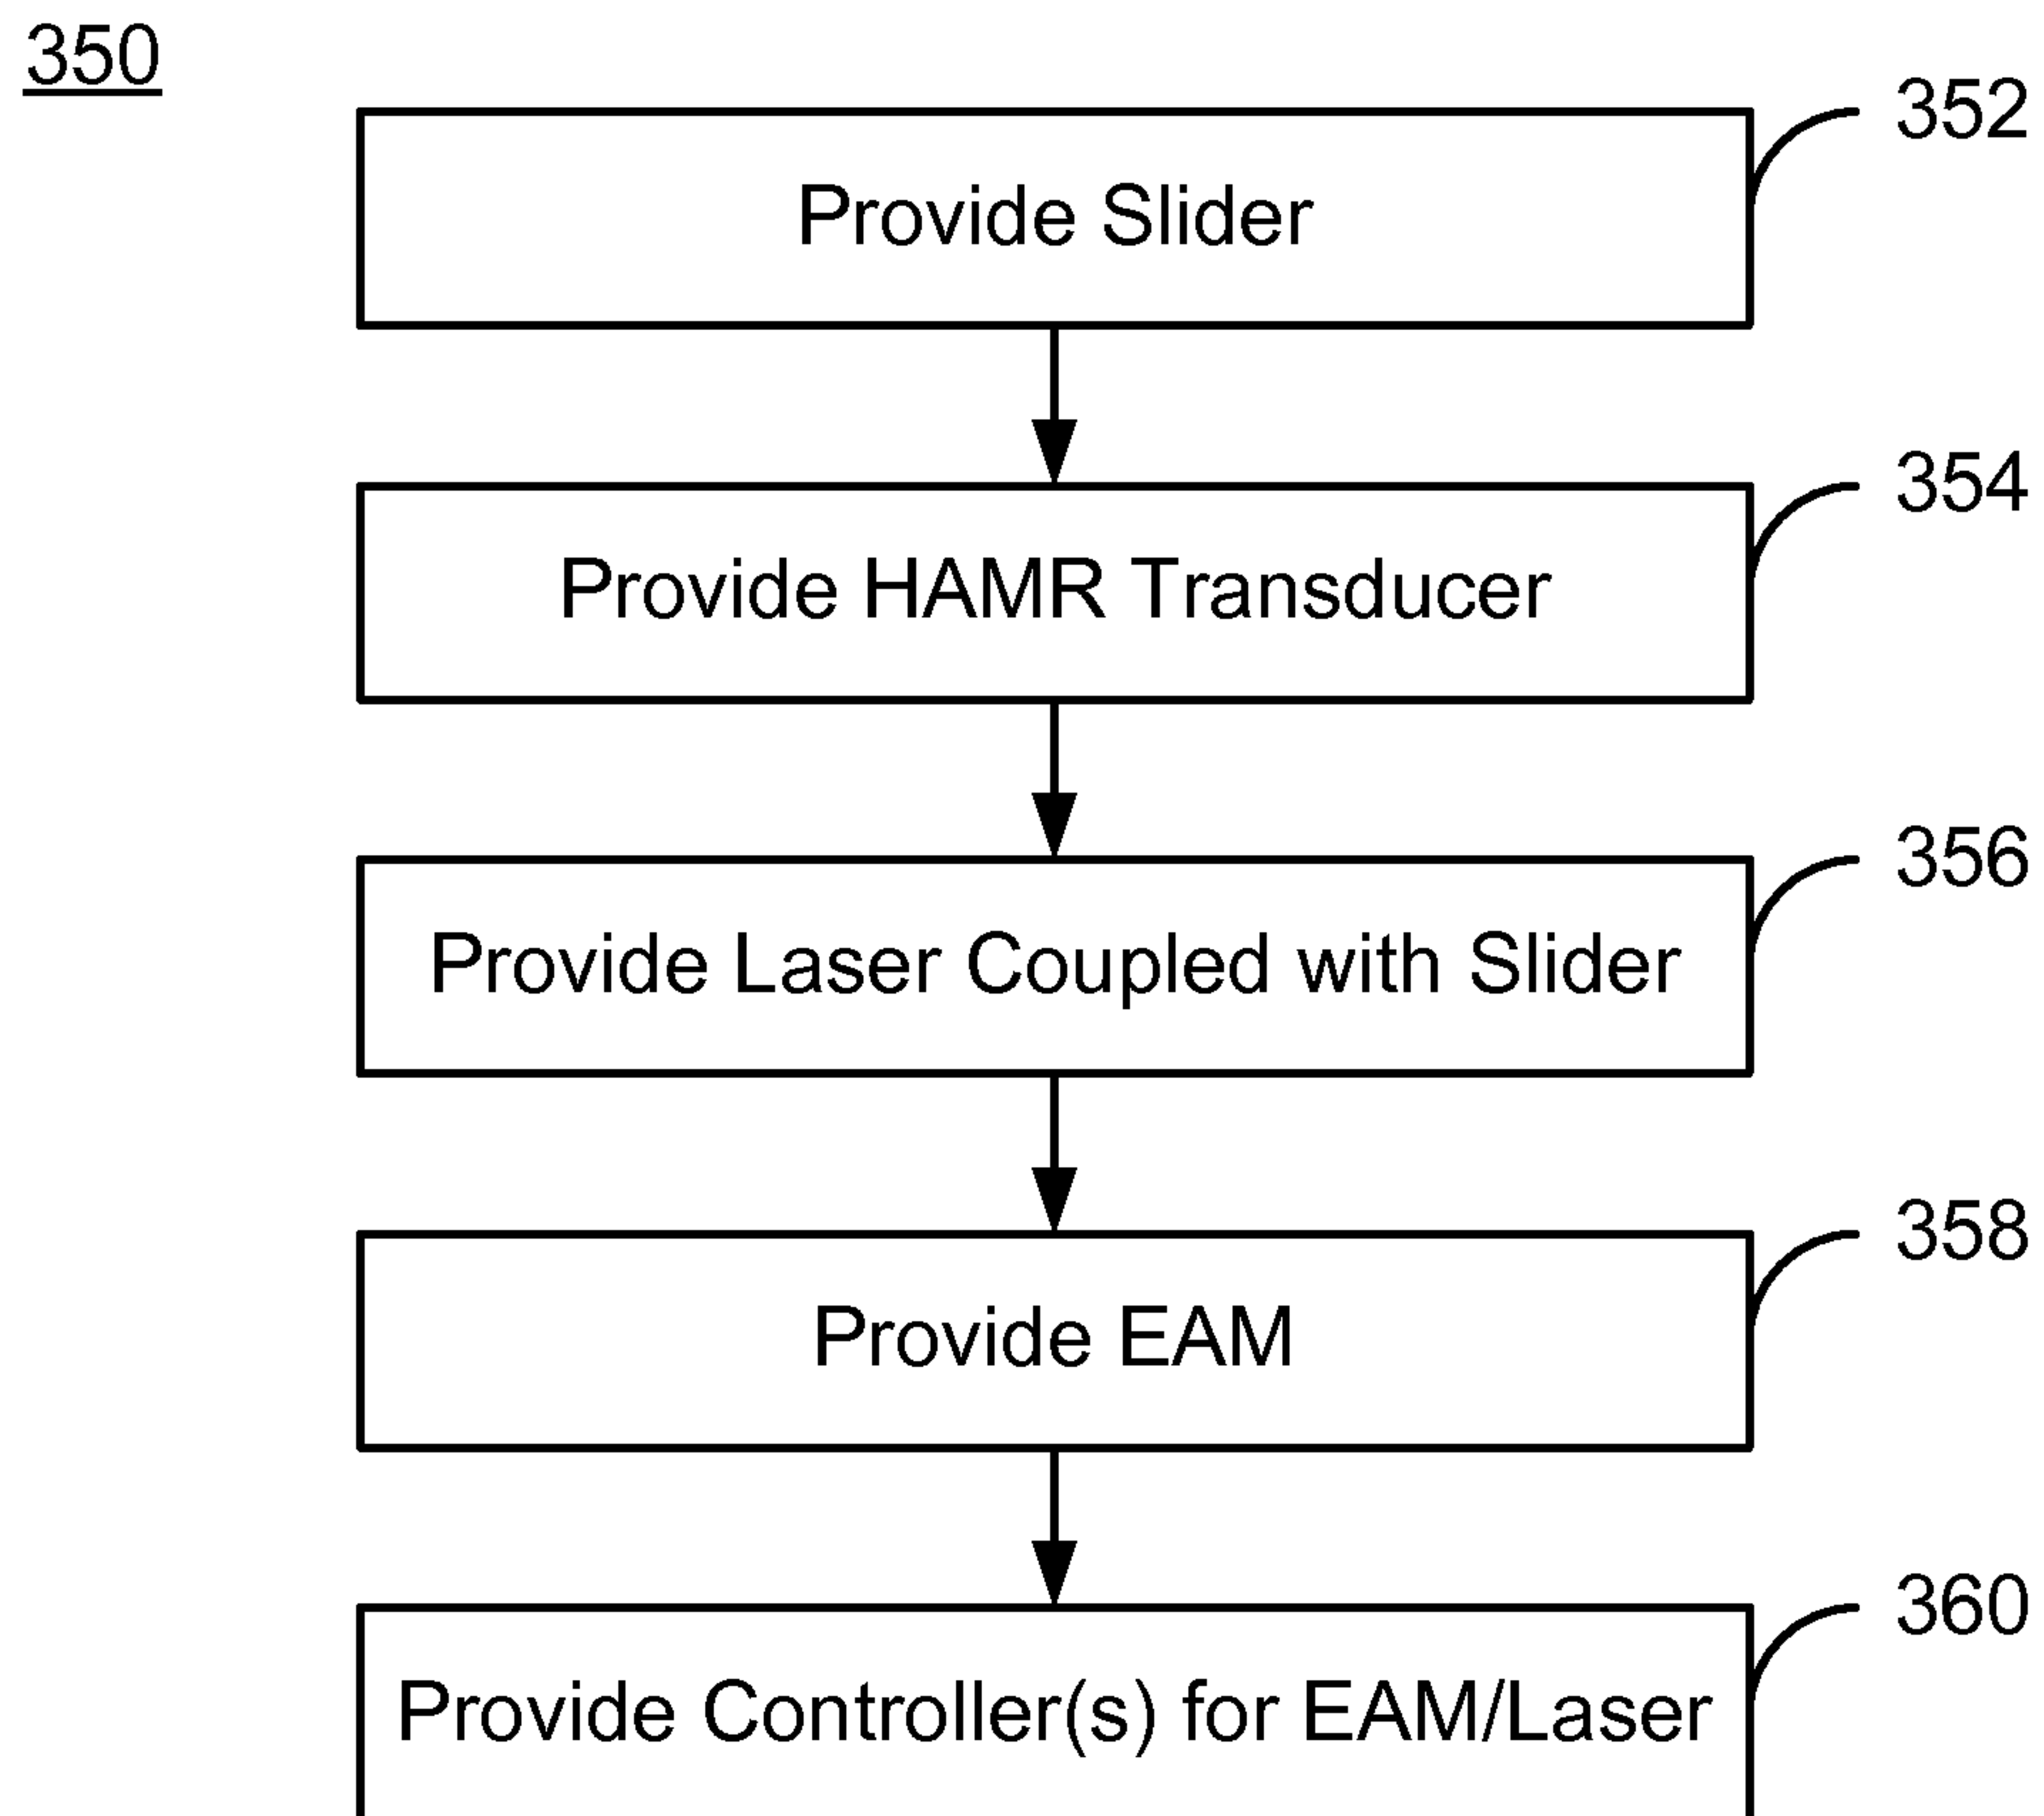 350
352
Provide Slider
354
Provide HAMR Transducer
356
Provide Laser Coupled with Slider
358
Provide EAM
360
Provide Controller(s) for EAM/Laser